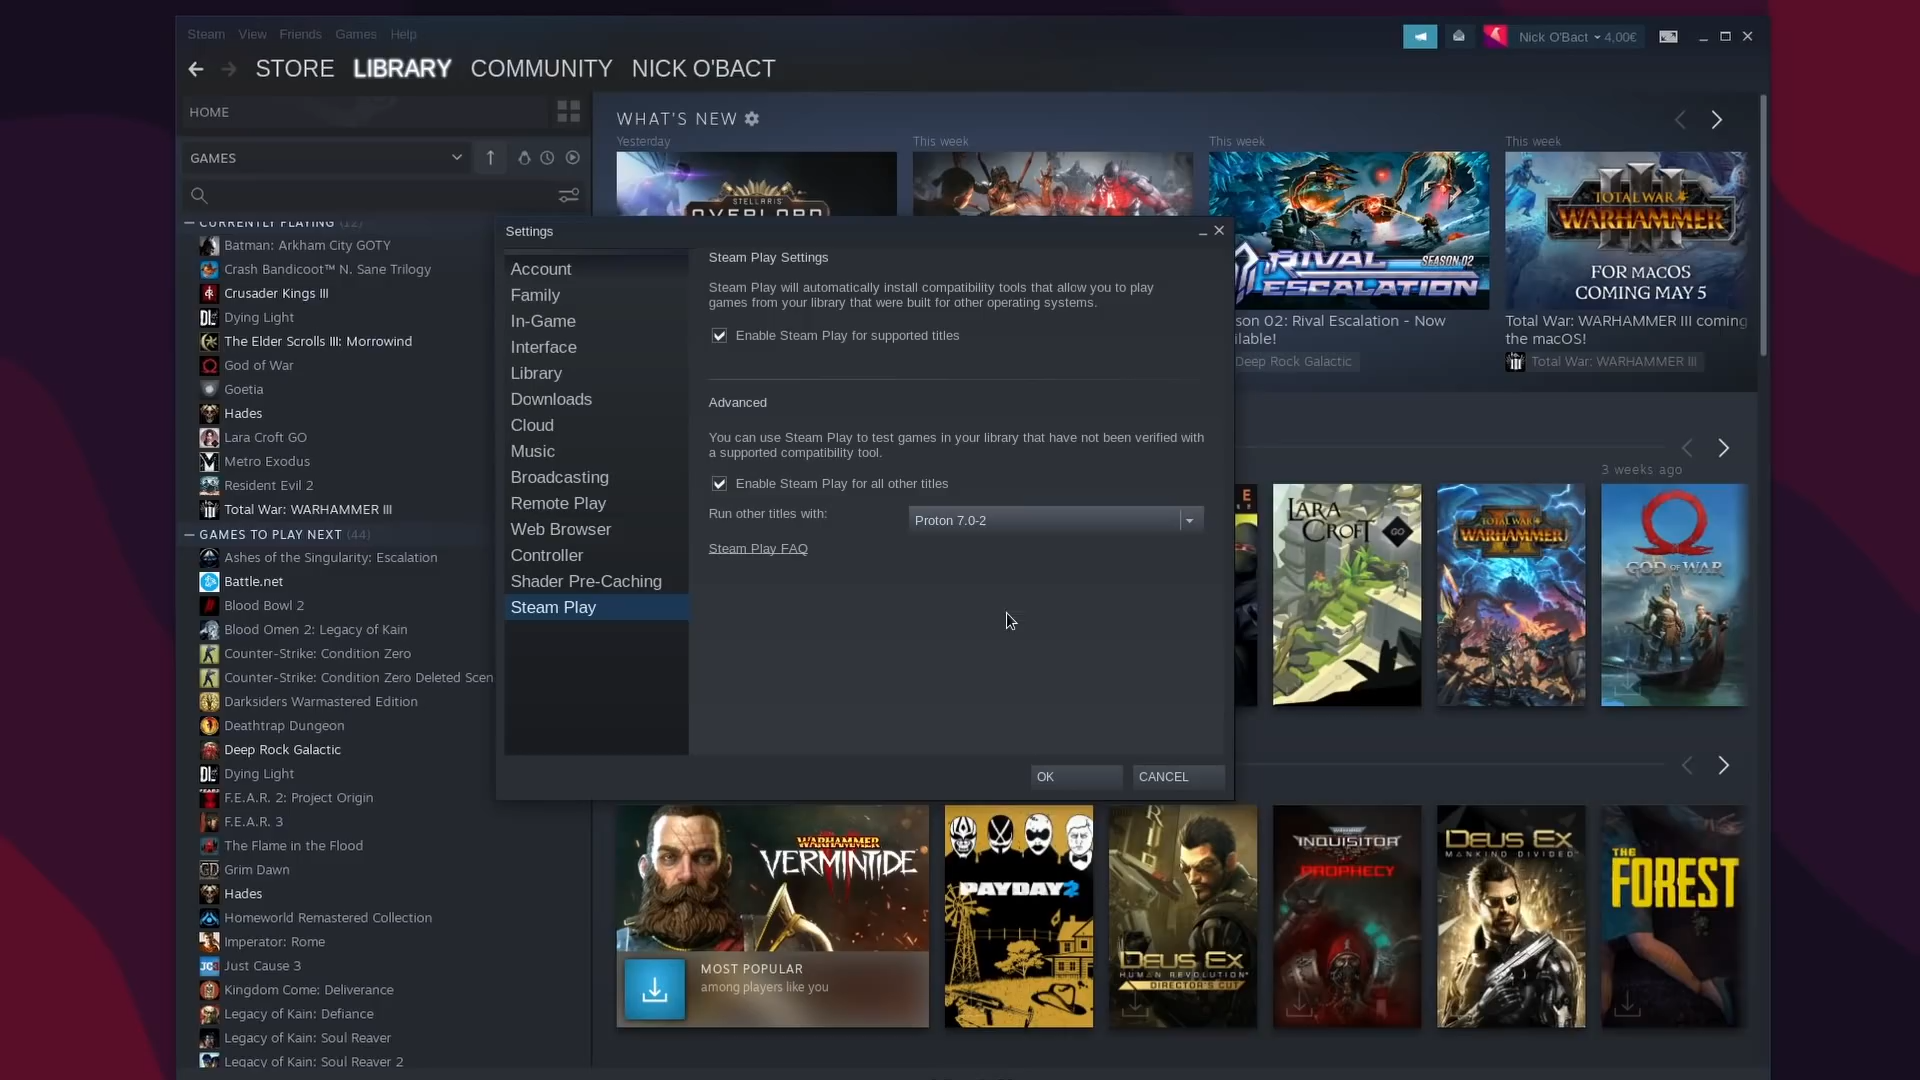 Steam View Friends Games Help
Nick O'Bact 4,00€
STORE LIBRARY COMMUNITY NICK O'BACT
HOME
GAMES
CURRENTLY PLAYING (12)
Batman: Arkham City GOTY
Crash Bandicoot™ N. Sane Trilogy
Crusader Kings III
Dying Light
The Elder Scrolls III: Morrowind
God of War
Goetia
Hades
Lara Croft GO
Metro Exodus
Resident Evil 2
Total War: WARHAMMER III
GAMES TO PLAY NEXT (44)
Ashes of the Singularity: Escalation
Battle.net
Blood Bowl 2
Blood Omen 2: Legacy of Kain
Counter-Strike: Condition Zero
Counter-Strike: Condition Zero Deleted Scen
Darksiders Warmastered Edition
Deathtrap Dungeon
Deep Rock Galactic
Dying Light
F.E.A.R. 2: Project Origin
F.E.A.R. 3
The Flame in the Flood
Grim Dawn
Hades
Homeworld Remastered Collection
Imperator: Rome
Just Cause 3
Kingdom Come: Deliverance
Legacy of Kain: Defiance
Legacy of Kain: Soul Reaver
Legacy of Kain: Soul Reaver 2
WHAT'S NEW
Yesterday
This week
This week
This week
STELLARIS
OVERLORD
RIVAL
ESCALATION
SEASON 02
TOTAL WAR
WARHAMMER
III
FOR MACOS
COMING MAY 5
son 02: Rival Escalation - Now
ilable!
Deep Rock Galactic
Total War: WARHAMMER III coming
the macOS!
Total War: WARHAMMER III
Settings
Account
Family
In-Game
Interface
Library
Downloads
Cloud
Music
Broadcasting
Remote Play
Web Browser
Controller
Shader Pre-Caching
Steam Play
Steam Play Settings
Steam Play will automatically install compatibility tools that allow you to play
games from your library that were built for other operating systems.
Enable Steam Play for supported titles
Advanced
You can use Steam Play to test games in your library that have not been verified with
a supported compatibility tool.
Enable Steam Play for all other titles
Run other titles with:
Proton 7.0-2
Steam Play FAQ
OK
CANCEL
3 weeks ago
LARA
CROFT GO
TOTAL WAR
WARHAMMER
II
GOD OF WAR
WARHAMMER
VERMINTIDE
MOST POPULAR
among players like you
PAYDAY 2
DEUS EX
HUMAN REVOLUTION
DIRECTOR'S CUT
INQUISITOR
PROPHECY
DEUS EX
MANKIND DIVIDED
THE
FOREST